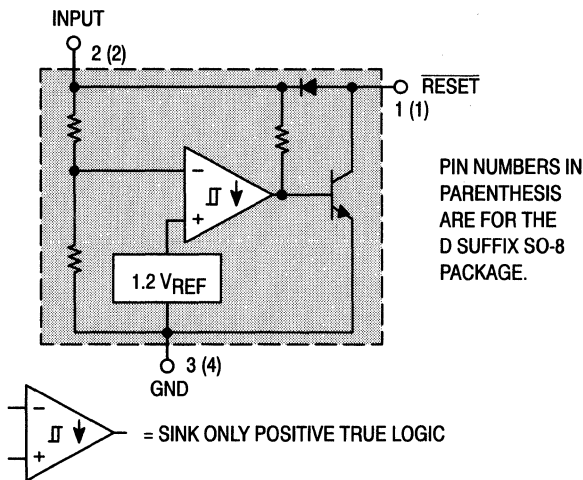 INPUT
2 (2)
RESET
1 (1)
PIN NUMBERS IN
PARENTHESIS
ARE FOR THE
D SUFFIX SO-8
PACKAGE.
−
+
1.2 VREF
3 (4)
GND
−
+
= SINK ONLY POSITIVE TRUE LOGIC